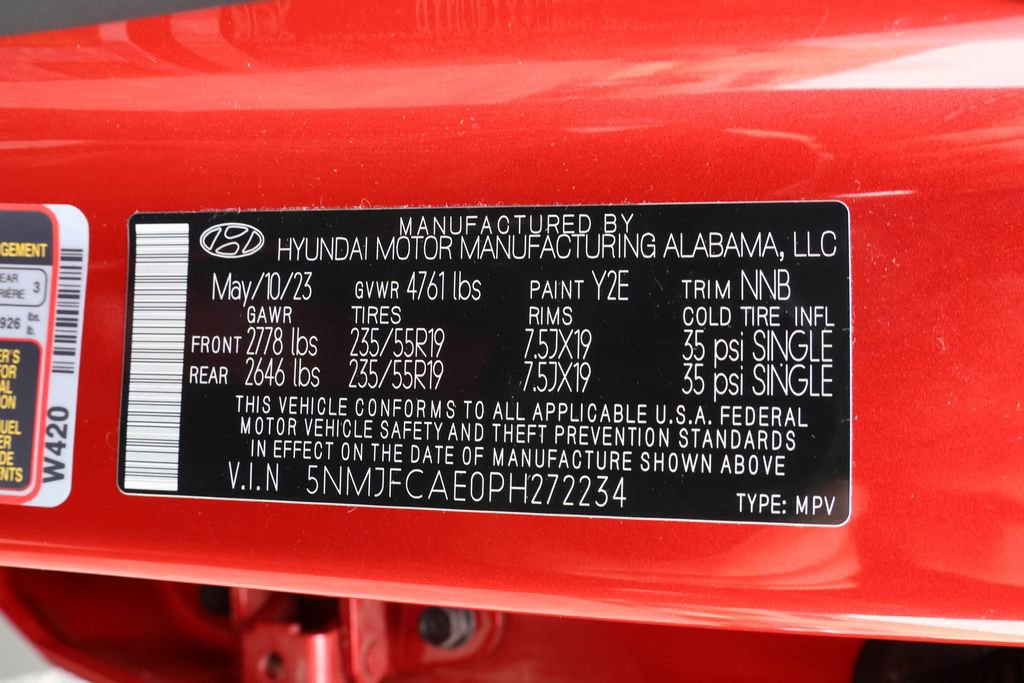 MANUFACTURED BY
HYUNDAI MOTOR MANUFACTURING ALABAMA, LLC
May/10/23 GVWR 4761 lbs PAINT Y2E TRIM NNB
GAWR TIRES RIMS COLD TIRE INFL
FRONT 2778 lbs 235/55R19 7.5JX19 35 psi SINGLE
REAR 2646 lbs 235/55R19 7.5JX19 35 psi SINGLE
THIS VEHICLE CONFORMS TO ALL APPLICABLE U.S.A. FEDERAL
MOTOR VEHICLE SAFETY AND THEFT PREVENTION STANDARDS
IN EFFECT ON THE DATE OF MANUFACTURE SHOWN ABOVE
V.I.N 5NMJFCAE0PH272234
TYPE: MPV
3
926 lbs.
W420